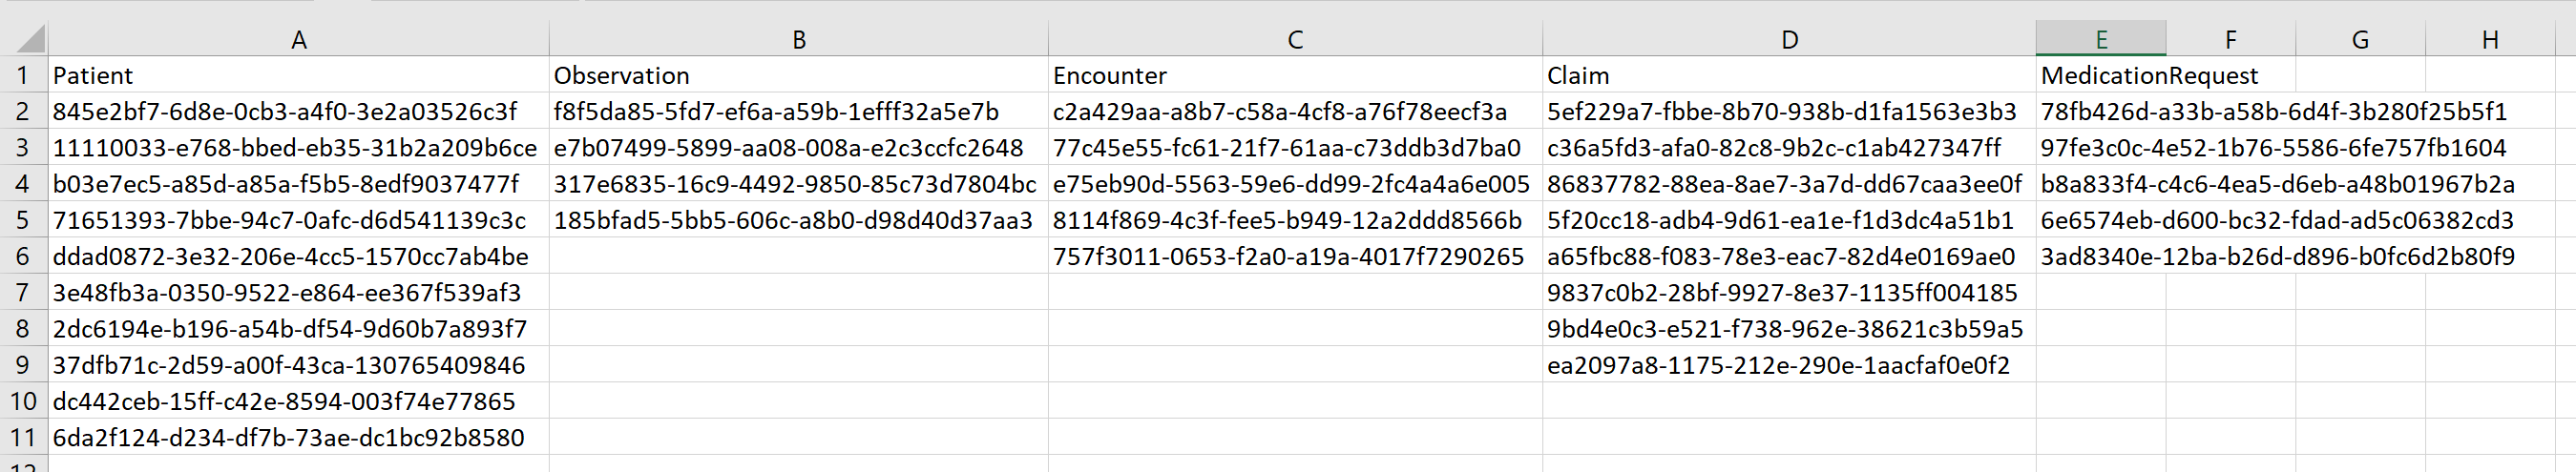 A B C D E F G H
1 Patient Observation Encounter Claim MedicationRequest
2 845e2bf7-6d8e-0cb3-a4f0-3e2a03526c3f f8f5da85-5fd7-ef6a-a59b-1efff32a5e7b c2a429aa-a8b7-c58a-4cf8-a76f78eecf3a 5ef229a7-fbbe-8b70-938b-d1fa1563e3b3 78fb426d-a33b-a58b-6d4f-3b280f25b5f1
3 11110033-e768-bbed-eb35-31b2a209b6ce e7b07499-5899-aa08-008a-e2c3ccfc2648 77c45e55-fc61-21f7-61aa-c73ddb3d7ba0 c36a5fd3-afa0-82c8-9b2c-c1ab427347ff 97fe3c0c-4e52-1b76-5586-6fe757fb1604
4 b03e7ec5-a85d-a85a-f5b5-8edf9037477f 317e6835-16c9-4492-9850-85c73d7804bc e75eb90d-5563-59e6-dd99-2fc4a4a6e005 86837782-88ea-8ae7-3a7d-dd67caa3ee0f b8a833f4-c4c6-4ea5-d6eb-a48b01967b2a
5 71651393-7bbe-94c7-0afc-d6d541139c3c 185bfad5-5bb5-606c-a8b0-d98d40d37aa3 8114f869-4c3f-fee5-b949-12a2ddd8566b 5f20cc18-adb4-9d61-ea1e-f1d3dc4a51b1 6e6574eb-d600-bc32-fdad-ad5c06382cd3
6 ddad0872-3e32-206e-4cc5-1570cc7ab4be 757f3011-0653-f2a0-a19a-4017f7290265 a65fbc88-f083-78e3-eac7-82d4e0169ae0 3ad8340e-12ba-b26d-d896-b0fc6d2b80f9
7 3e48fb3a-0350-9522-e864-ee367f539af3 9837c0b2-28bf-9927-8e37-1135ff004185
8 2dc6194e-b196-a54b-df54-9d60b7a893f7 9bd4e0c3-e521-f738-962e-38621c3b59a5
9 37dfb71c-2d59-a00f-43ca-130765409846 ea2097a8-1175-212e-290e-1aacfaf0e0f2
10 dc442ceb-15ff-c42e-8594-003f74e77865
11 6da2f124-d234-df7b-73ae-dc1bc92b8580